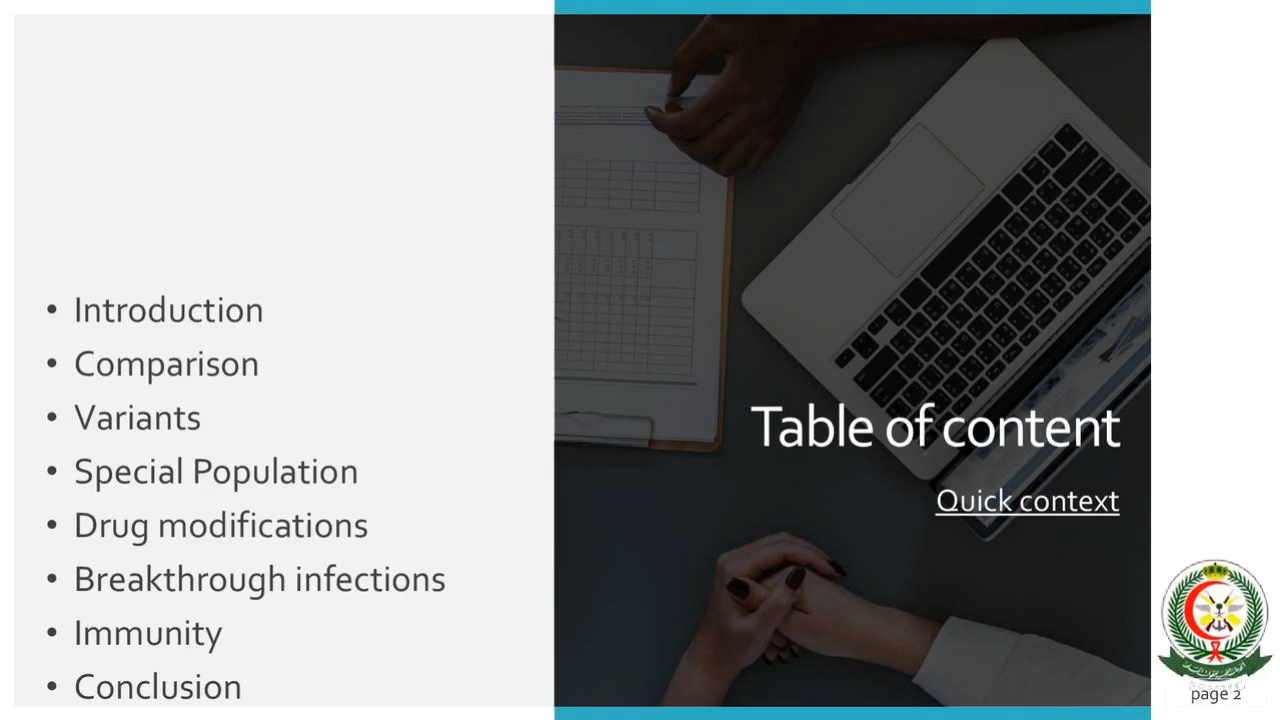 • Introduction
• Comparison
• Variants
• Special Population
• Drug modifications
• Breakthrough infections
• Immunity
• Conclusion
Table of content
Quick context
page 2